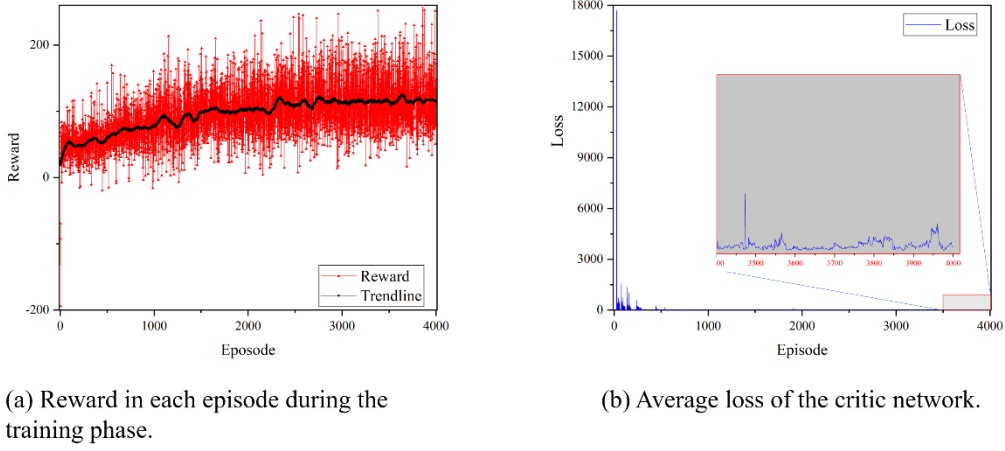 200
0
-200
Reward
Reward
Trendline
0
1000
2000
3000
4000
Eposode
(a) Reward in each episode during the
training phase.
18000
15000
12000
9000
6000
3000
0
Loss
Loss
00
3500
3600
3700
3800
3900
4000
0
1000
2000
3000
4000
Episode
(b) Average loss of the critic network.